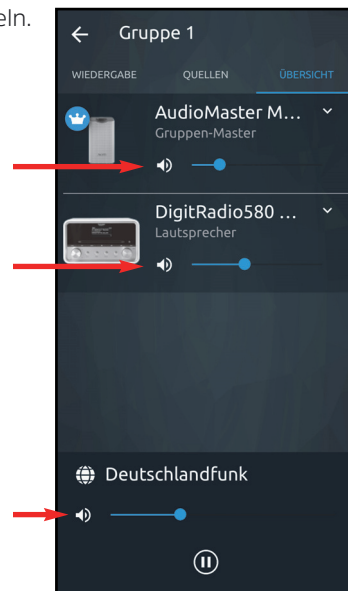 eln.
Gruppe 1
WIEDERGABE QUELLEN ÜBERSICHT
AudioMaster M...
Gruppen-Master
DigitRadio580 ...
Lautsprecher
Deutschlandfunk